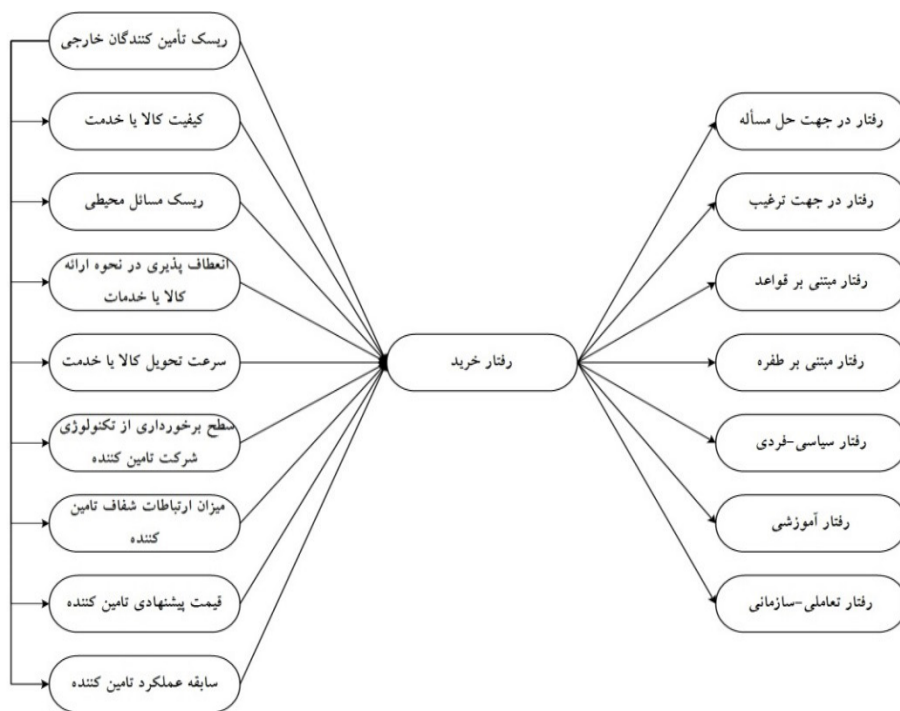 ریسک تأمین کنندگان خارجی
کیفیت کالا یا خدمت
ریسک مسائل محیطی
انعطاف پذیری در نحوه ارائه
کالا یا خدمات
سرعت تحویل کالا یا خدمت
سطح برخورداری از تکنولوژی
شرکت تامین کننده
میزان ارتباطات شفاف تامین
کننده
قیمت پیشنهادی تامین کننده
سابقه عملکرد تامین کننده
رفتار خرید
رفتار در جهت حل مسأله
رفتار در جهت ترغیب
رفتار مبتنی بر قواعد
رفتار مبتنی بر طفره
رفتار سیاسی-فردی
رفتار آموزشی
رفتار تعاملی-سازمانی